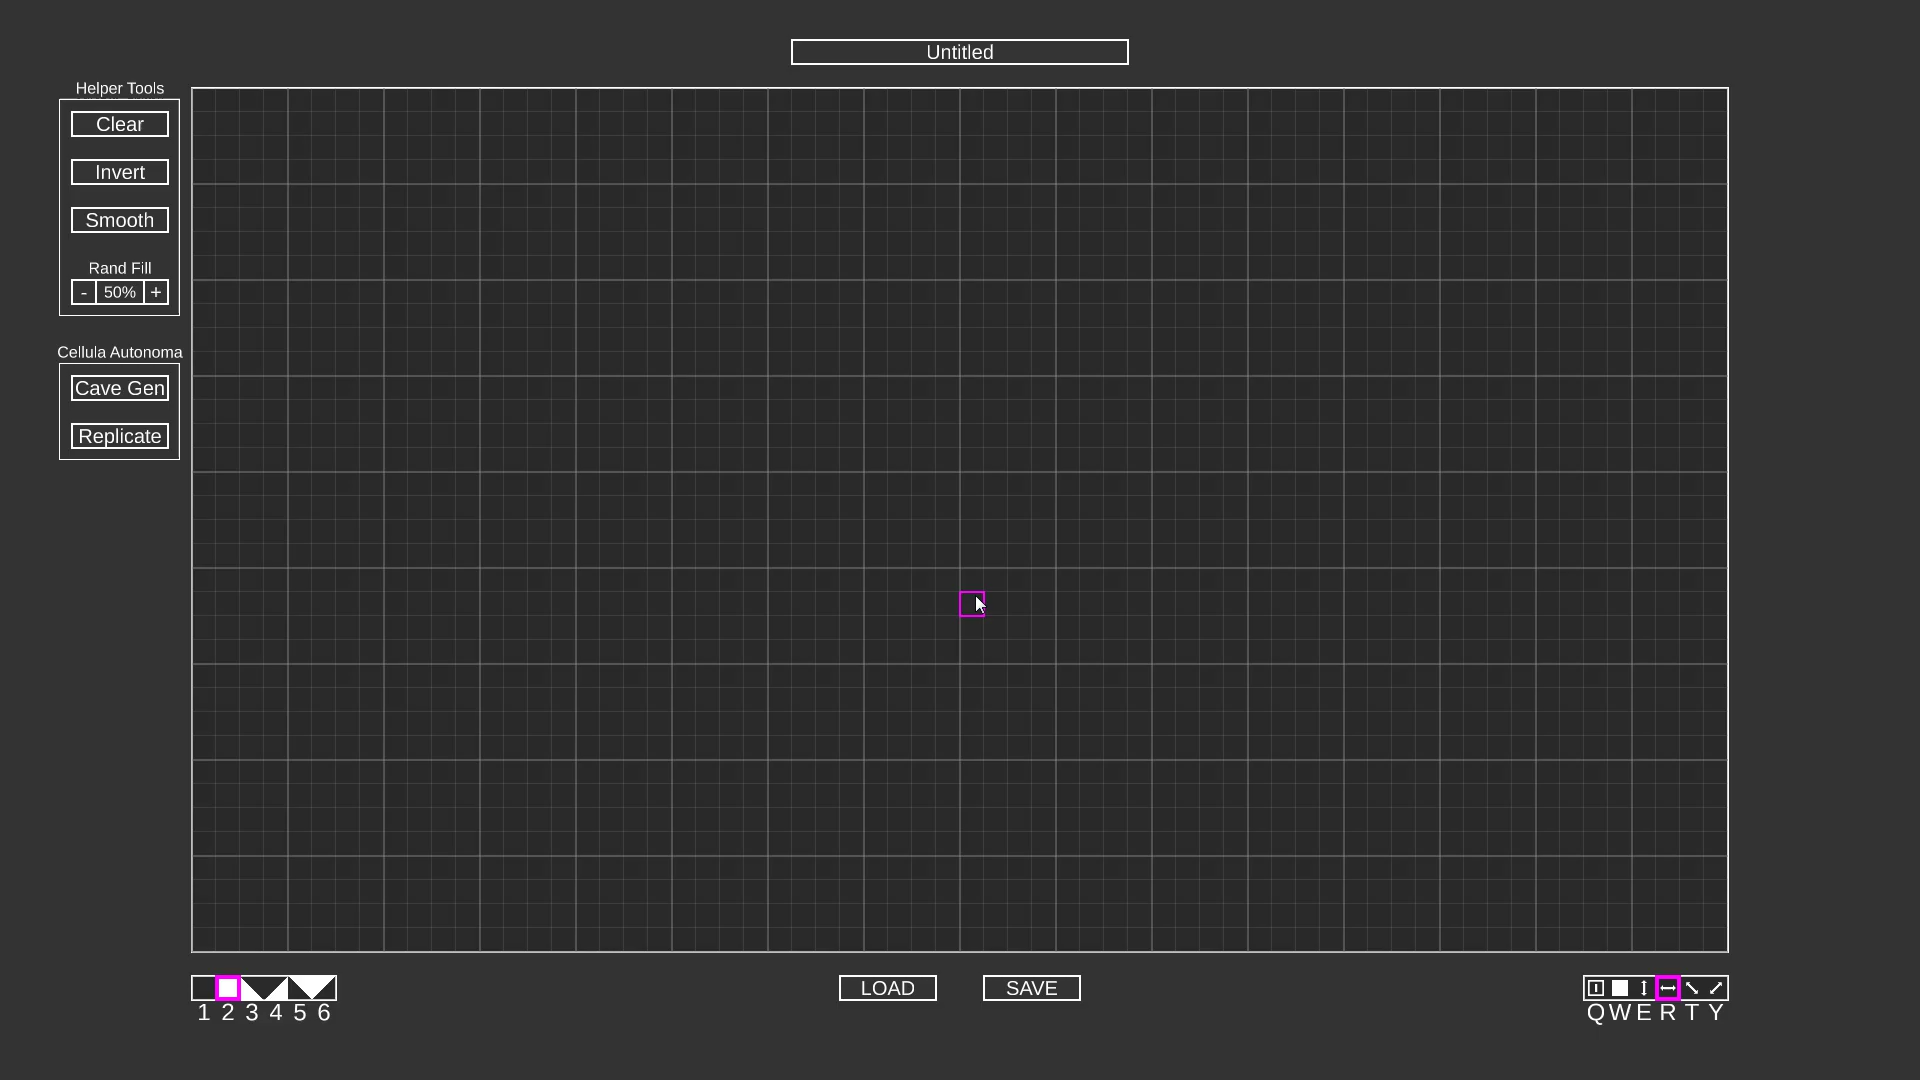 Untitled
Helper Tools
Clear
Invert
Smooth
Rand Fill
- 50% +
Cellula Autonoma
Cave Gen
Replicate
LOAD SAVE
1 2 3 4 5 6
Q W E R T Y